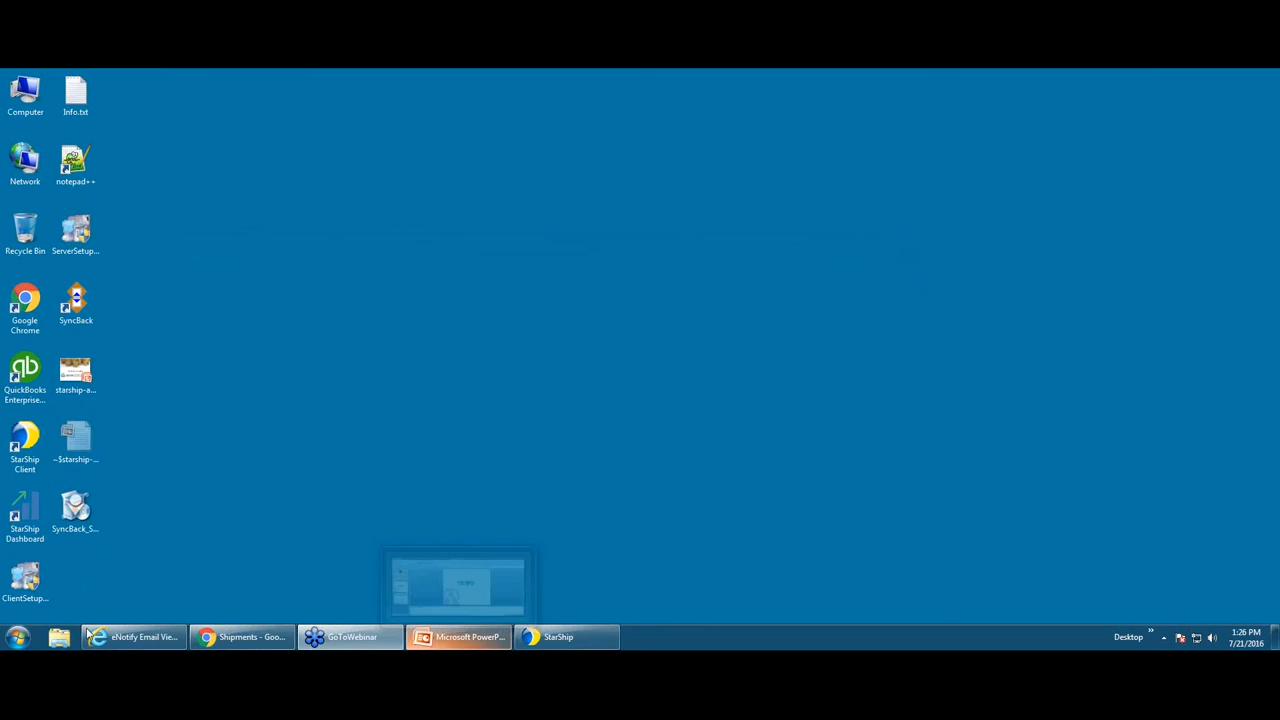 Computer
Info.txt
Network
notepad++
Recycle Bin
ServerSetup...
Google
Chrome
SyncBack
QuickBooks
Enterprise...
starship-a...
StarShip
Client
~$starship-...
StarShip
Dashboard
SyncBack_S...
ClientSetup...
eNotify Email Vie...
Shipments - Goo...
GoToWebinar
Microsoft PowerP...
StarShip
Desktop
1:26 PM
7/21/2016